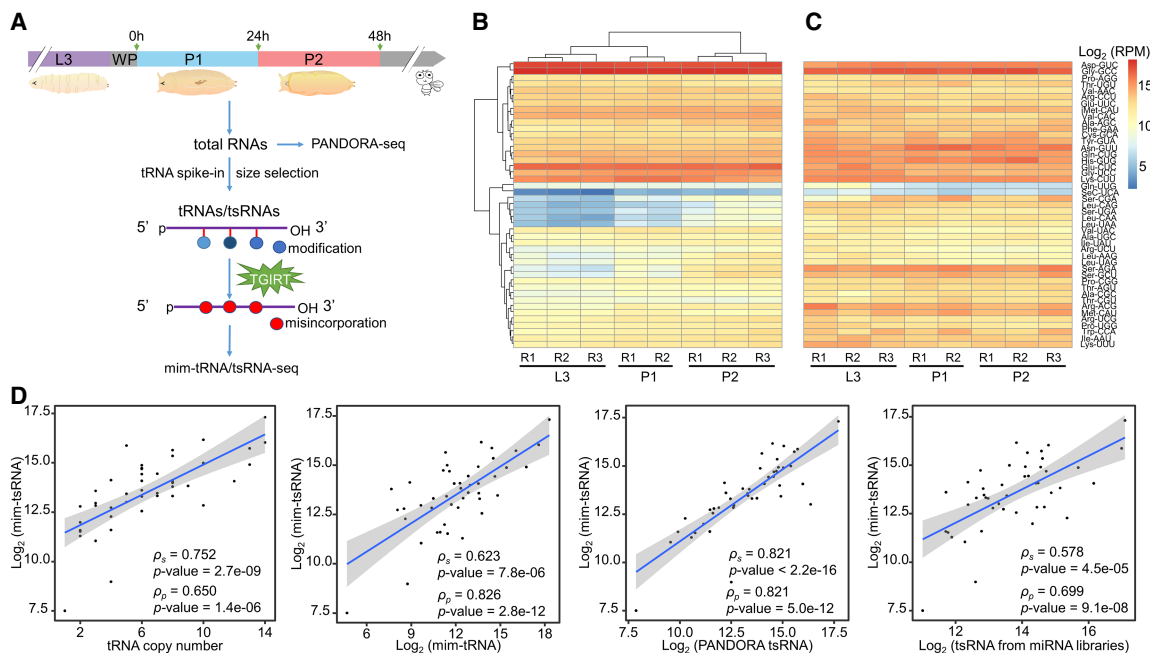 A
0h 24h 48h
L3 WP P1 P2
total RNAs
PANDORA-seq
tRNA spike-in
size selection
tRNAs/tsRNAs
5’ p OH 3’
modification
TGIRT
5’ p OH 3’
misincorporation
mim-tRNA/tsRNA-seq
B
R1 R2 R3 R1 R2 R1 R2 R3
L3 P1 P2
C
Log2 (RPM)
15
10
5
Asp-GUC
Gly-GCC
Pro-AGG
Thr-UGU
Val-AAC
Arg-CCU
Glu-UUC
iMet-CAU
Val-CAC
Ala-AGC
Phe-GAA
Cys-GCA
Tyr-GUA
Asn-GUU
Gln-CUG
His-GUG
Glu-CUC
Gly-UCC
Lys-CUU
Gln-UUG
SeC-UCA
Ser-CGA
Leu-CAG
Ser-UGA
Leu-CAA
Leu-UAA
Val-UAC
Ala-UGC
Ile-UAU
Arg-UCU
Leu-AAG
Leu-UAG
Ser-AGA
Ser-GCU
Pro-CGG
Thr-AGU
Ala-CGC
Thr-CGU
Arg-ACG
Met-CAU
Arg-UCG
Pro-UGG
Trp-CCA
Ile-AAU
Lys-UUU
R1 R2 R3 R1 R2 R1 R2 R3
L3 P1 P2
D
Log2 (mim-tsRNA)
17.5
15.0
12.5
10.0
7.5
ρs = 0.752
p-value = 2.7e-09
ρp = 0.650
p-value = 1.4e-06
2 6 10 14
tRNA copy number
Log2 (mim-tsRNA)
17.5
15.0
12.5
10.0
7.5
ρs = 0.623
p-value = 7.8e-06
ρp = 0.826
p-value = 2.8e-12
6 9 12 15 18
Log2 (mim-tRNA)
Log2 (mim-tsRNA)
17.5
15.0
12.5
10.0
7.5
ρs = 0.821
p-value < 2.2e-16
ρp = 0.821
p-value = 5.0e-12
7.5 10.0 12.5 15.0 17.5
Log2 (PANDORA tsRNA)
Log2 (mim-tsRNA)
17.5
15.0
12.5
10.0
7.5
ρs = 0.578
p-value = 4.5e-05
ρp = 0.699
p-value = 9.1e-08
12 14 16
Log2 (tsRNA from miRNA libraries)